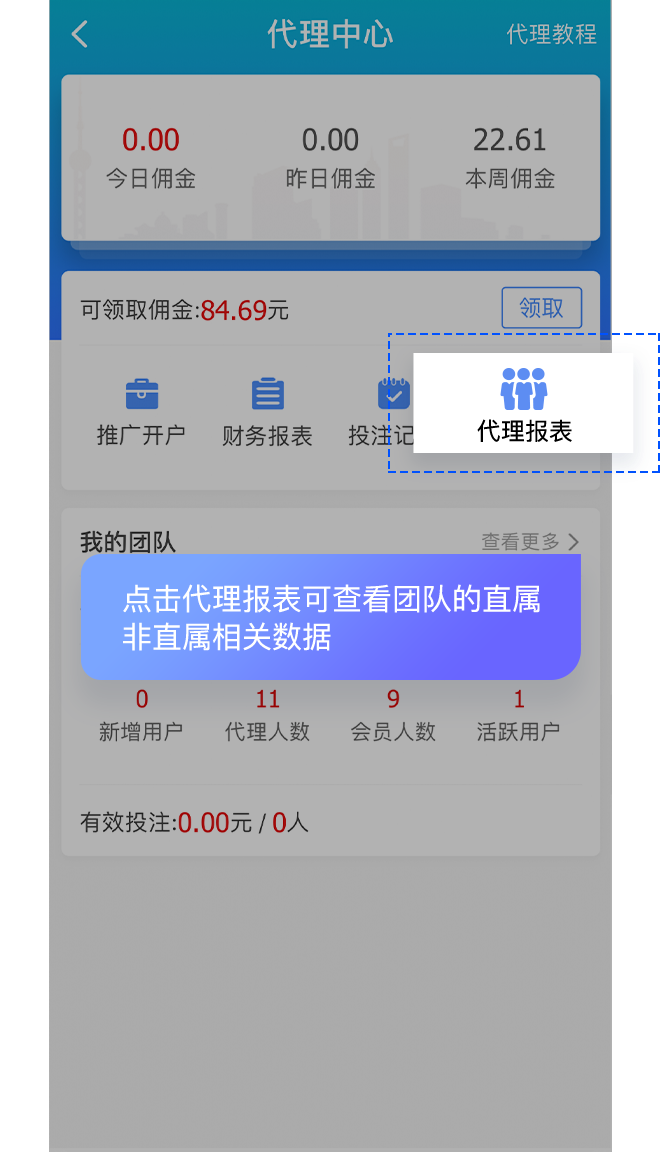 代理中心
代理教程
0.00
0.00
22.61
今日佣金
昨日佣金
本周佣金
可领取佣金:84.69元
领取
推广开户
财务报表
投注记
代理报表
我的团队
查看更多
点击代理报表可查看团队的直属
非直属相关数据
0
11
9
1
新增用户
代理人数
会员人数
活跃用户
有效投注:0.00元 / 0人